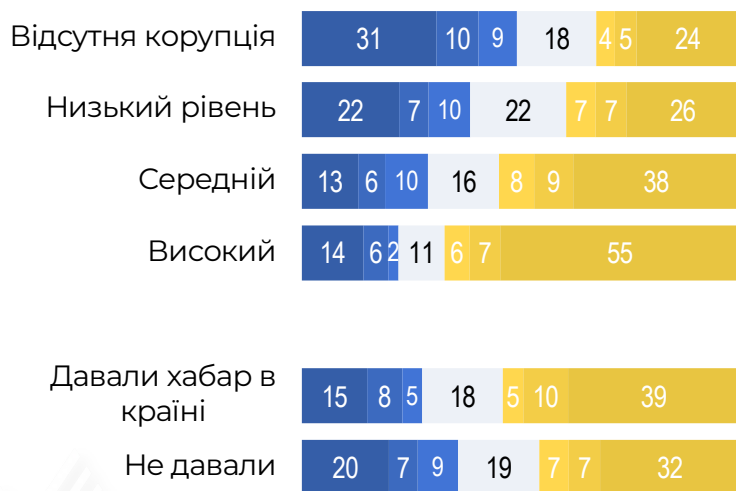 Відсутня корупція 31 10 9 18 4 5 24
Низький рівень 22 7 10 22 7 7 26
Середній 13 6 10 16 8 9 38
Високий 14 6 2 11 6 7 55
Давали хабар в
країні 15 8 5 18 5 10 39
Не давали 20 7 9 19 7 7 32